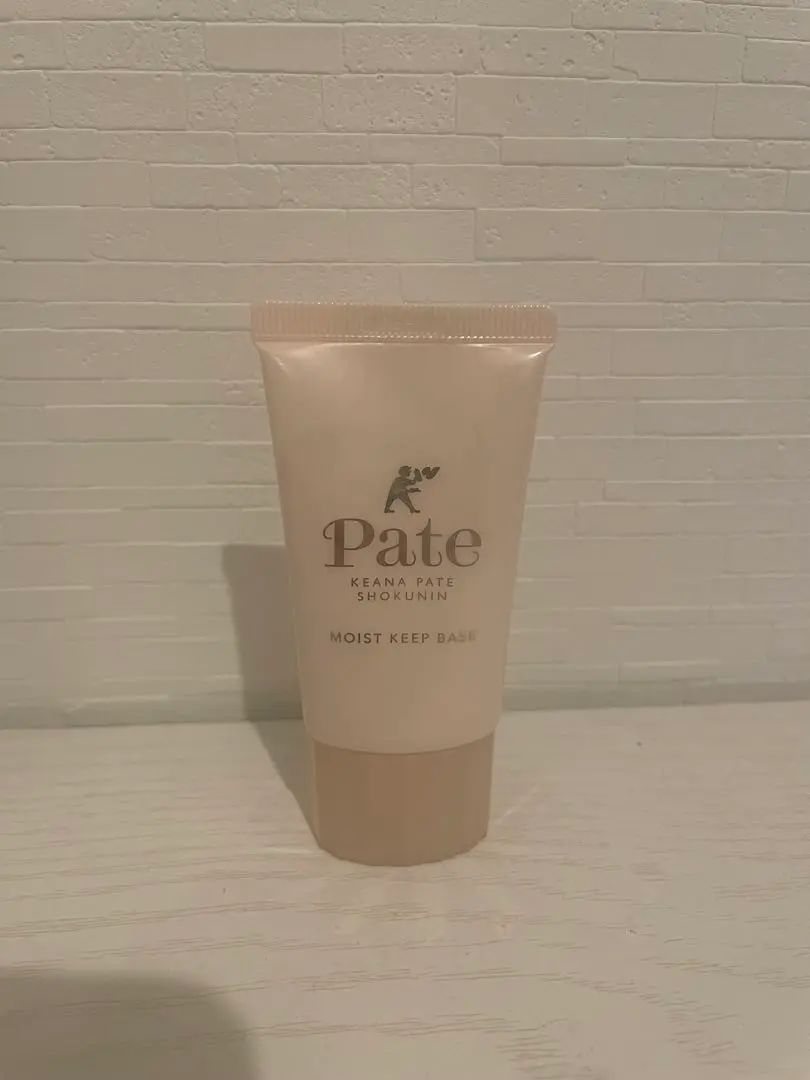 Pate
KEANA PATE
SHOKUNIN
MOIST KEEP BASE